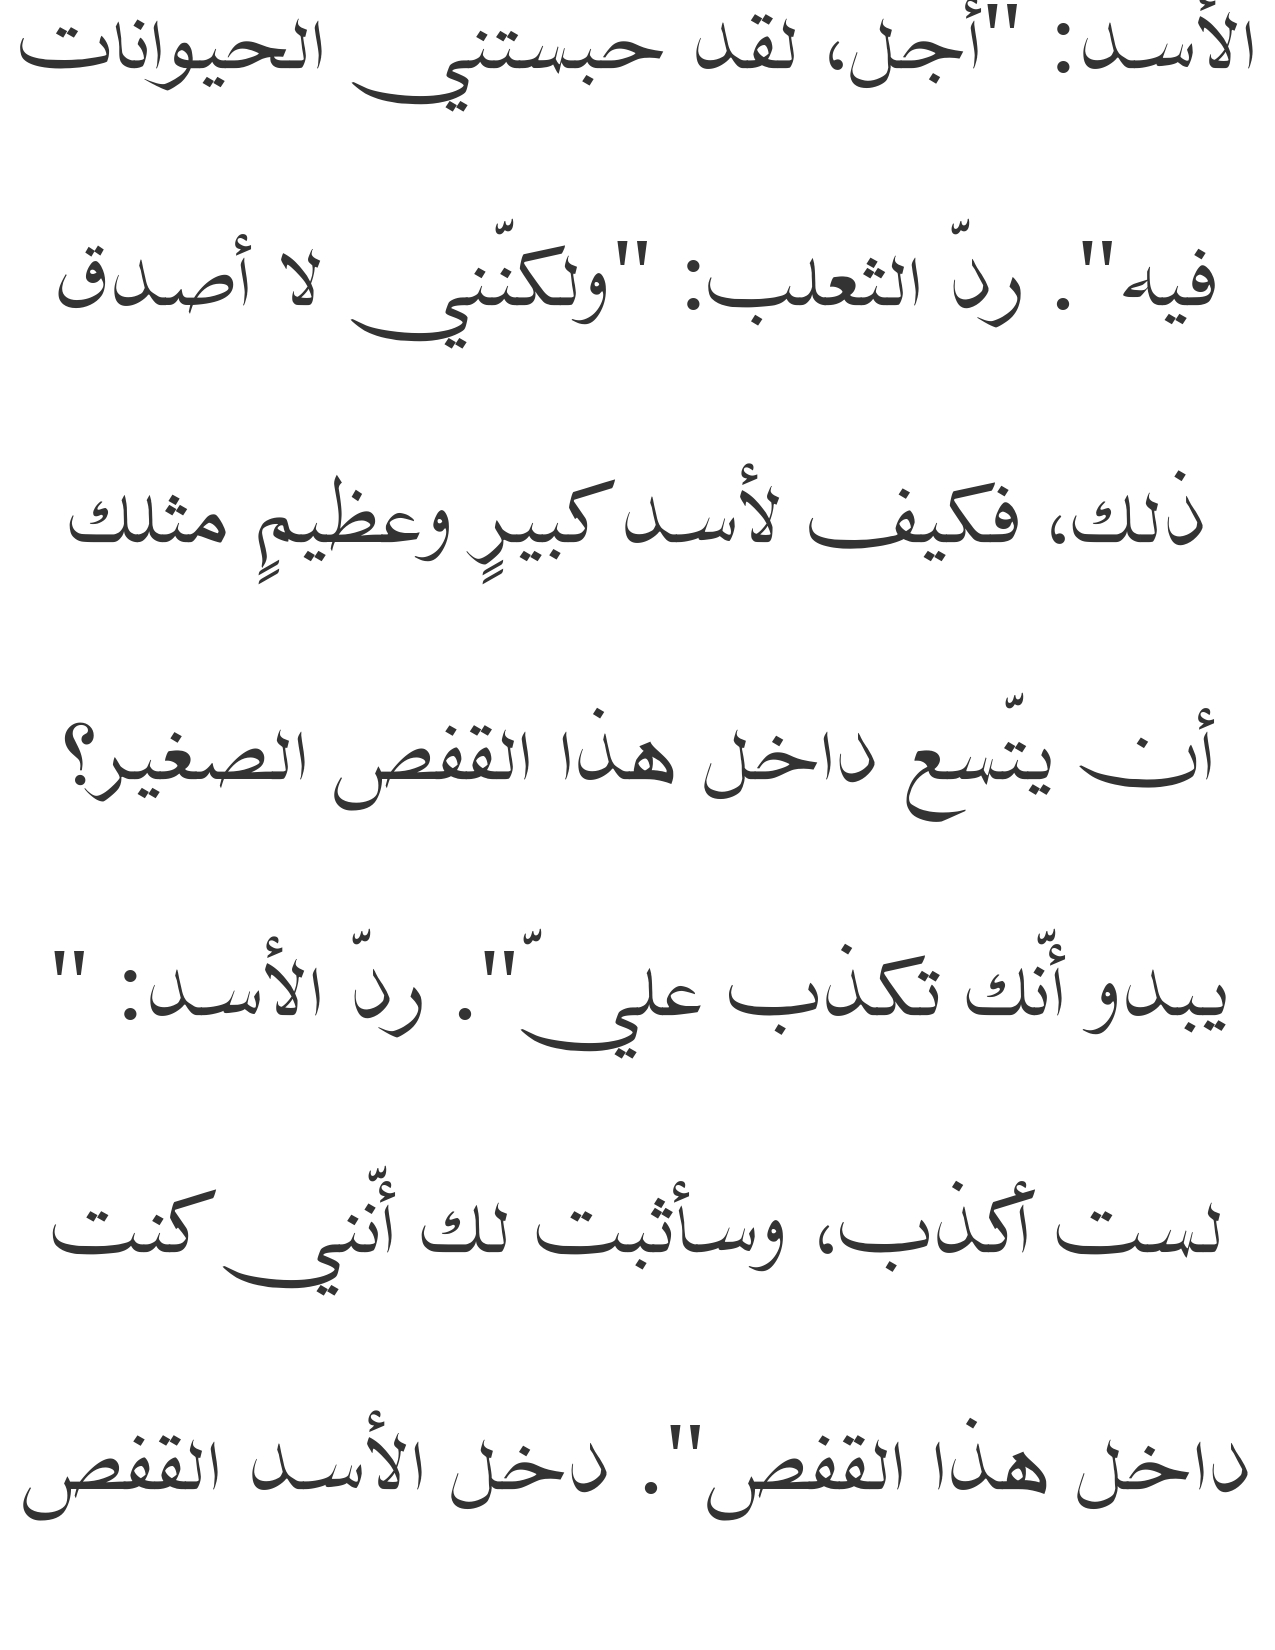 الأسد: "أجل، لقد حبستني الحيوانات
فيه". ردّ الثعلب: "ولكنّني لا أصدق
ذلك، فكيف لأسد كبيرٍ وعظيمٍ مثلك
أن يتّسع داخل هذا القفص الصغير؟
يبدو أنّك تكذب عليّ". ردّ الأسد: "
لست أكذب، وسأثبت لك أنّني كنت
داخل هذا القفص". دخل الأسد القفص